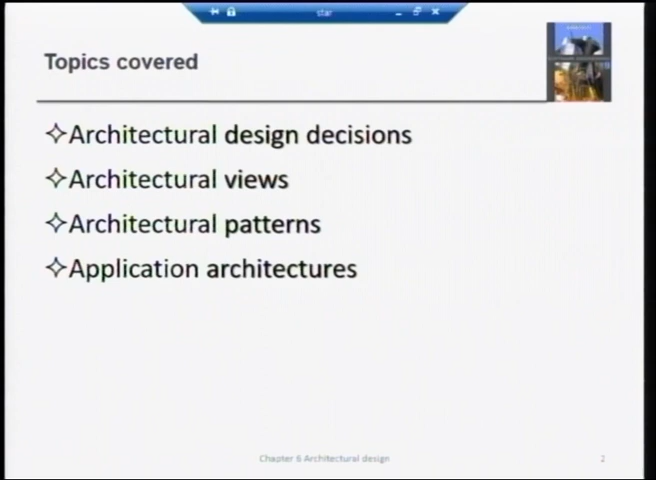 star
Topics covered
Architectural design decisions
Architectural views
Architectural patterns
Application architectures
Chapter 6 Architectural design
2